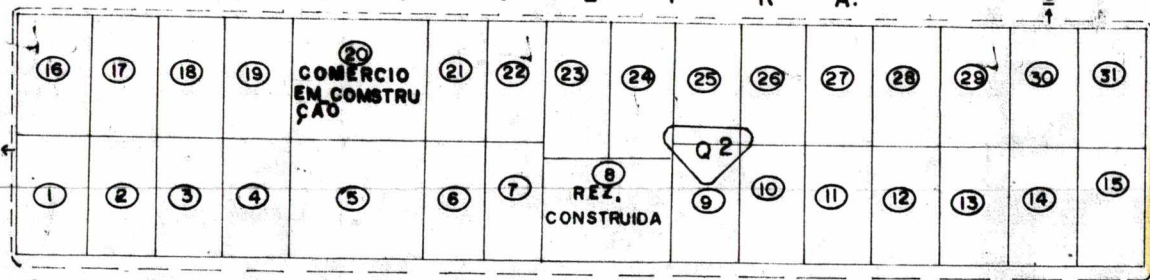 R A.
16 17 18 19 20 21 22 23 24 25 26 27 28 29 30 31
COMERCIO
EM COMSTRU
ÇÃO
Q 2
1 2 3 4 5 6 7 8 9 10 11 12 13 14 15
REZ.
CONSTRUIDA